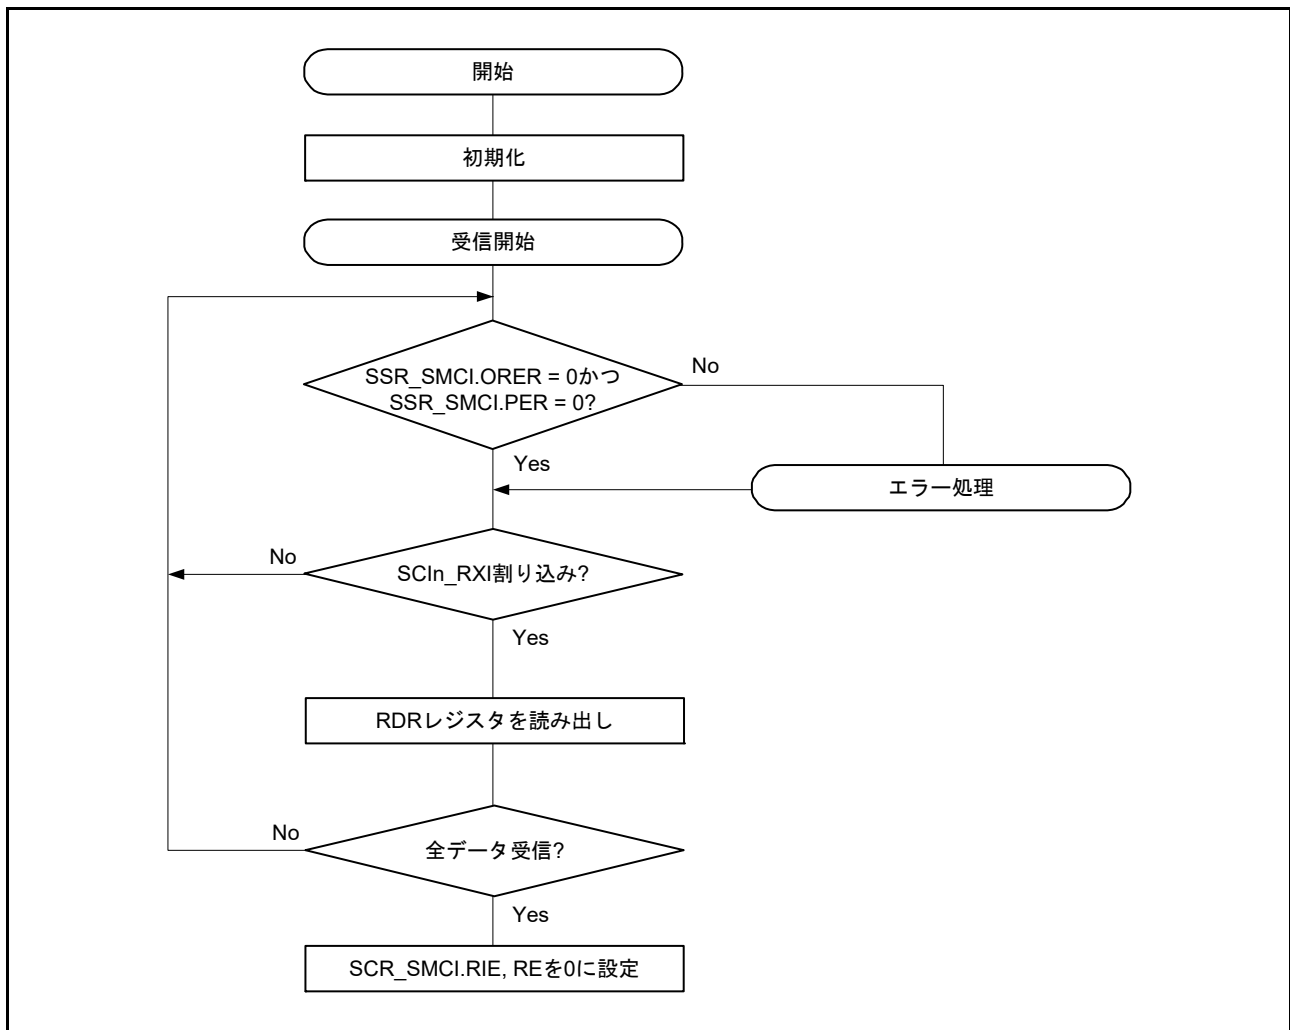 開始
初期化
受信開始
SSR_SMCI.ORER = 0かつ
SSR_SMCI.PER = 0?
No
Yes
エラー処理
No
SCIn_RXI割り込み?
Yes
RDRレジスタを読み出し
No
全データ受信?
Yes
SCR_SMCI.RIE, REを0に設定